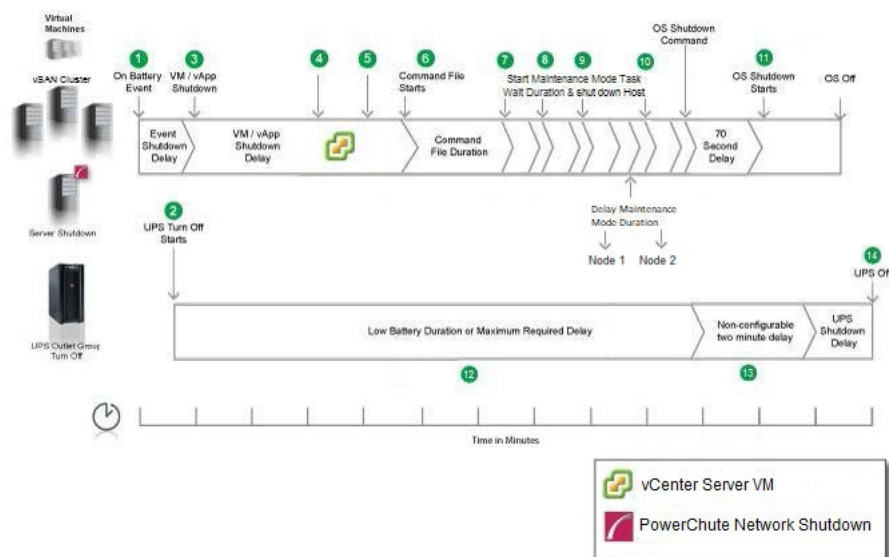 Virtual
Machines
vSAN Cluster
Server Shutdown
UPS Outlet Group
Turn Off
1
On Battery
Event
3
VM / vApp
Shutdown
4
5
6
Command File
Starts
7
8
9
10
Start Maintenance Mode Task
Wait Duration & shut down Host
OS Shutdown
Command
11
OS Shutdown
Starts
OS Off
Event
Shutdown
Delay
VM / vApp
Shutdown
Delay
Command
File Duration
70
Second
Delay
Delay Maintenance
Mode Duration
Node 1
Node 2
2
UPS Turn Off
Starts
14
UPS Off
Low Battery Duration or Maximum Required Delay
Non-configurable
two minute delay
UPS
Shutdown
Delay
12
13
Time in Minutes
vCenter Server VM
PowerChute Network Shutdown